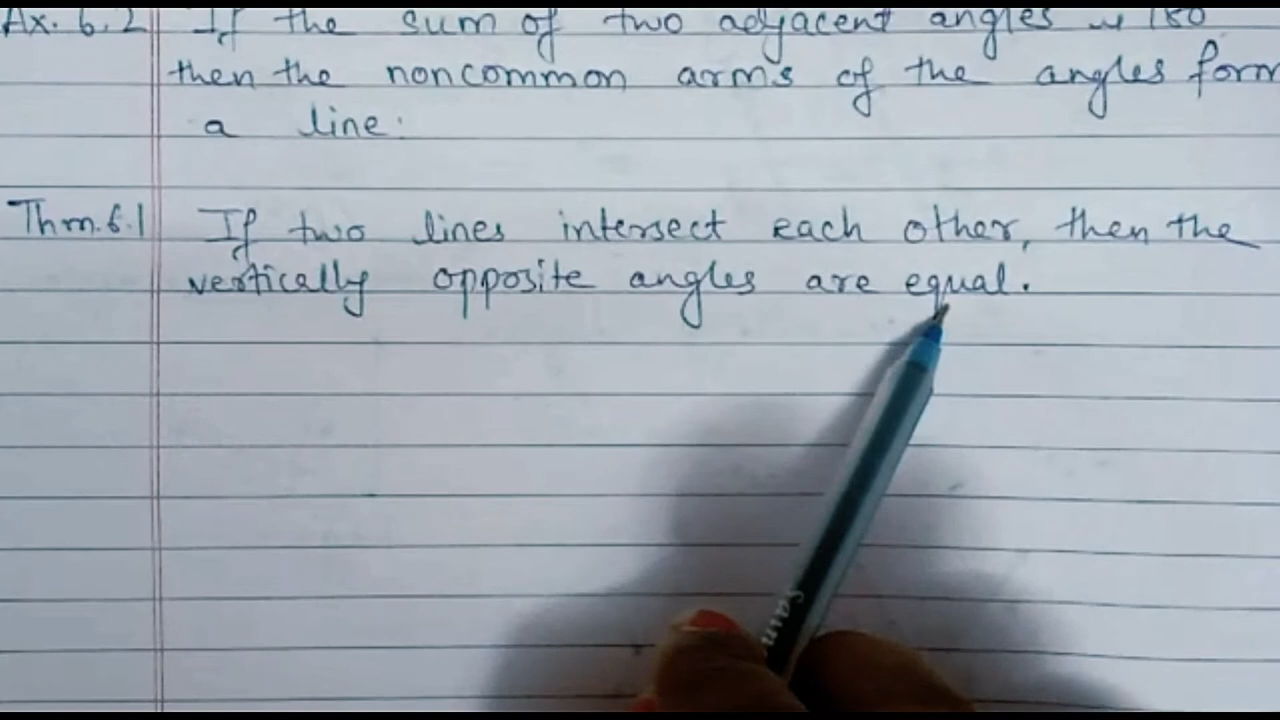 Ax. 6.2 If the sum of two adjacent angles is 180
then the noncommon arms of the angles form
a line.
Thm. 6.1 If two lines intersect each other, then the
vertically opposite angles are equal.